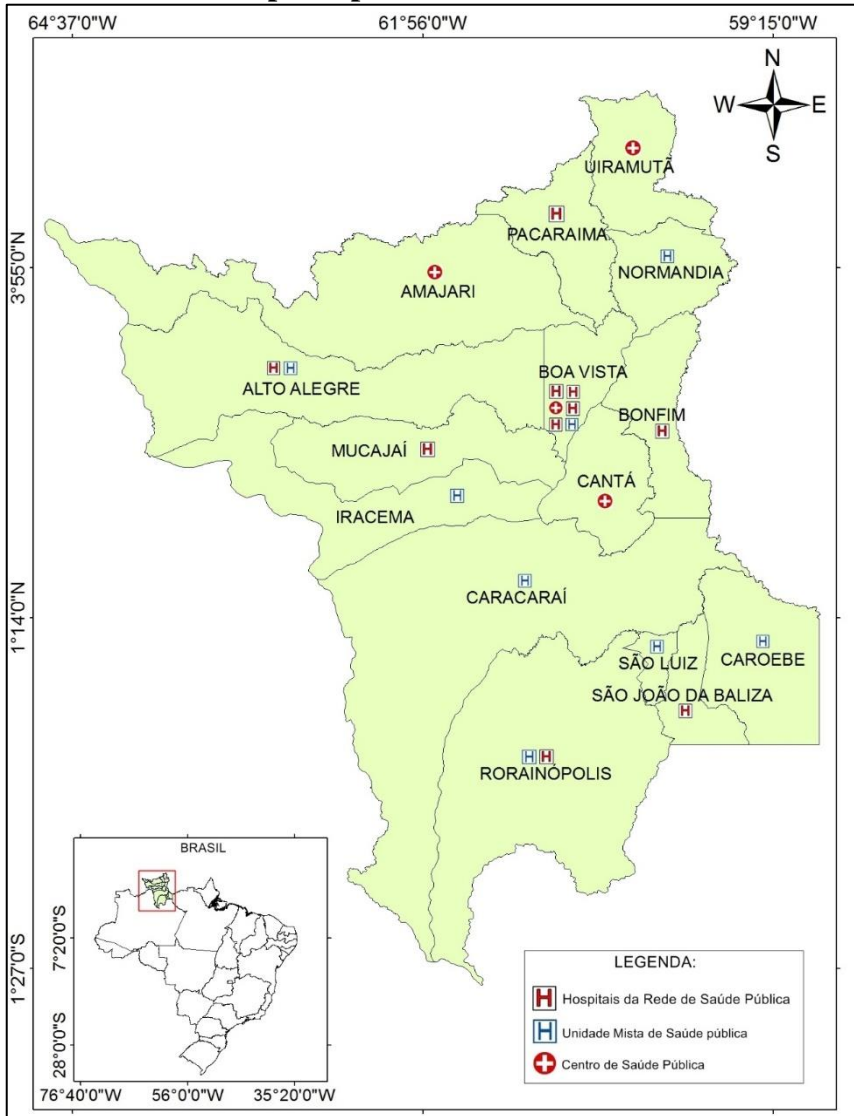 64°37'0"W 61°56'0"W 59°15'0"W
N
W E
S
UIRAMUTÃ
PACARAIMA
3°55'0"N
NORMANDIA
AMAJARI
BOA VISTA
ALTO ALEGRE
BONFIM
MUCAJAÍ
CANTÁ
IRACEMA
CARACARAÍ
1°14'0"N
SÃO LUIZ
CAROEBE
SÃO JOÃO DA BALIZA
RORAINÓPOLIS
BRASIL
7°20'0"S
1°27'0"S
28°0'0"S
76°40'0"W 56°0'0"W 35°20'0"W
LEGENDA:
H Hospitais da Rede de Saúde Pública
H Unidade Mista de Saúde pública
Centro de Saúde Pública